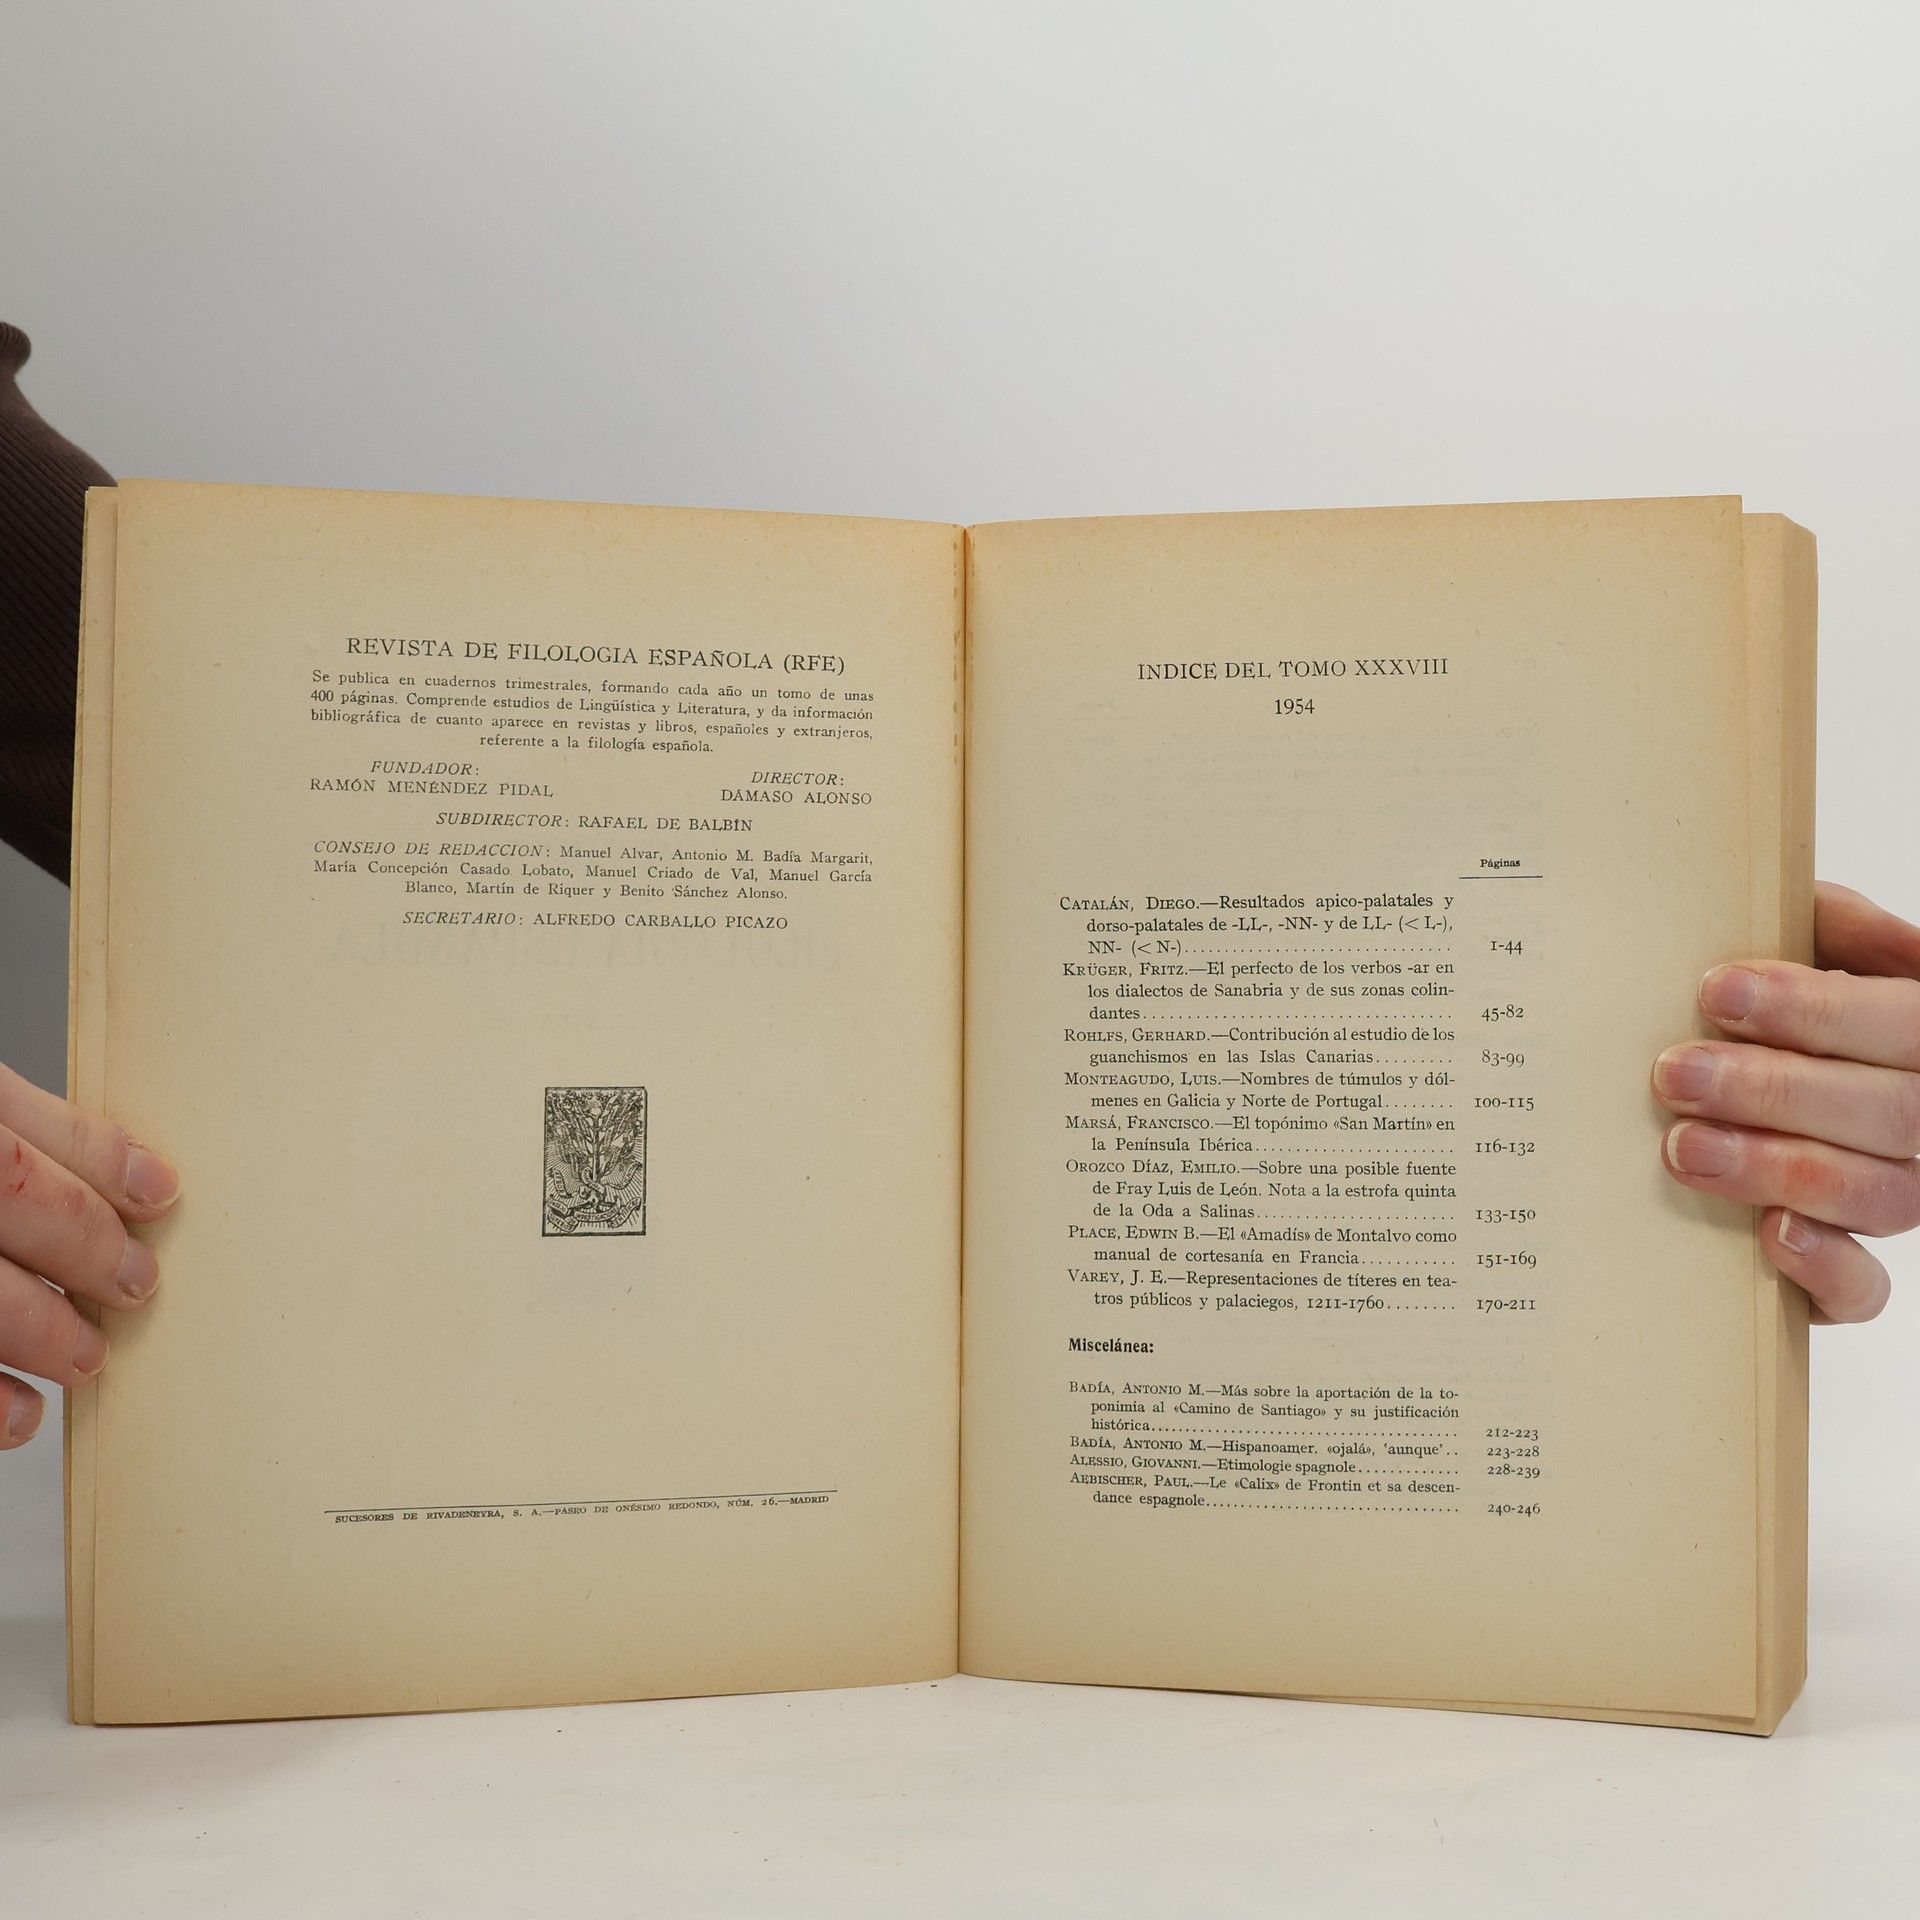 REVISTA DE FILOLOGIA ESPAÑOLA (RFE)
Se publica en cuadernos trimestrales, formando cada año un tomo de unas
400 páginas. Comprende estudios de Lingüística y Literatura, y da información
bibliográfica de cuanto aparece en revistas y libros, españoles y extranjeros,
referente a la filología española.
FUNDADOR:
RAMÓN MENÉNDEZ PIDAL
DIRECTOR:
DÁMASO ALONSO
SUBDIRECTOR: RAFAEL DE BALBÍN
CONSEJO DE REDACCION: Manuel Alvar, Antonio M. Badía Margarit,
María Concepción Casado Lobato, Manuel Criado de Val, Manuel García
Blanco, Martín de Riquer y Benito Sánchez Alonso.
SECRETARIO: ALFREDO CARBALLO PICAZO
SUCESORES DE RIVADENEYRA, S. A.—PASEO DE ONÉSIMO REDONDO, NÚM. 26.—MADRID
INDICE DEL TOMO XXXVIII
1954
Páginas
CATALÁN, DIEGO.—Resultados apico-palatales y
dorso-palatales de -LL-, -NN- y de LL- (< L-),
NN- (< N-).............................. 1-44
KRÜGER, FRITZ.—El perfecto de los verbos -ar en
los dialectos de Sanabria y de sus zonas colin-
dantes................................... 45-82
ROHLFS, GERHARD.—Contribución al estudio de los
guanchismos en las Islas Canarias......... 83-99
MONTEAGUDO, LUIS.—Nombres de túmulos y dól-
menes en Galicia y Norte de Portugal........ 100-115
MARSÁ, FRANCISCO.—El topónimo «San Martín» en
la Península Ibérica....................... 116-132
OROZCO DÍAZ, EMILIO.—Sobre una posible fuente
de Fray Luis de León. Nota a la estrofa quinta
de la Oda a Salinas....................... 133-150
PLACE, EDWIN B.—El «Amadís» de Montalvo como
manual de cortesanía en Francia........... 151-169
VAREY, J. E.—Representaciones de títeres en tea-
tros públicos y palaciegos, 1211-1760........ 170-211
Miscelánea:
BADÍA, ANTONIO M.—Más sobre la aportación de la to-
ponimia al «Camino de Santiago» y su justificación
histórica...................................... 212-223
BADÍA, ANTONIO M.—Hispanoamer. «ojalá», ‘aunque’.. 223-228
ALESSIO, GIOVANNI.—Etimologie spagnole............. 228-239
AEBISCHER, PAUL.—Le «Calix» de Frontin et sa descen-
dance espagnole................................ 240-246